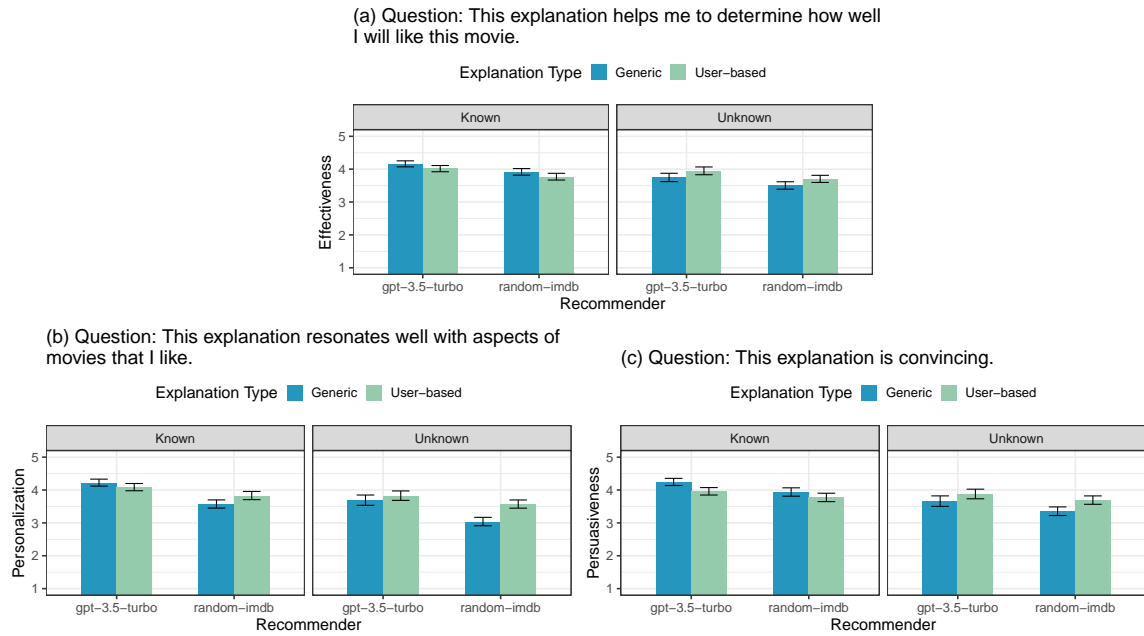 (a) Question: This explanation helps me to determine how well
I will like this movie.
Explanation Type Generic User-based
Known Unknown
5
4
3
2
1
Effectiveness
gpt-3.5-turbo random-imdb gpt-3.5-turbo random-imdb
Recommender
(b) Question: This explanation resonates well with aspects of
movies that I like.
Explanation Type Generic User-based
Known Unknown
5
4
3
2
1
Personalization
gpt-3.5-turbo random-imdb gpt-3.5-turbo random-imdb
Recommender
(c) Question: This explanation is convincing.
Explanation Type Generic User-based
Known Unknown
5
4
3
2
1
Persuasiveness
gpt-3.5-turbo random-imdb gpt-3.5-turbo random-imdb
Recommender